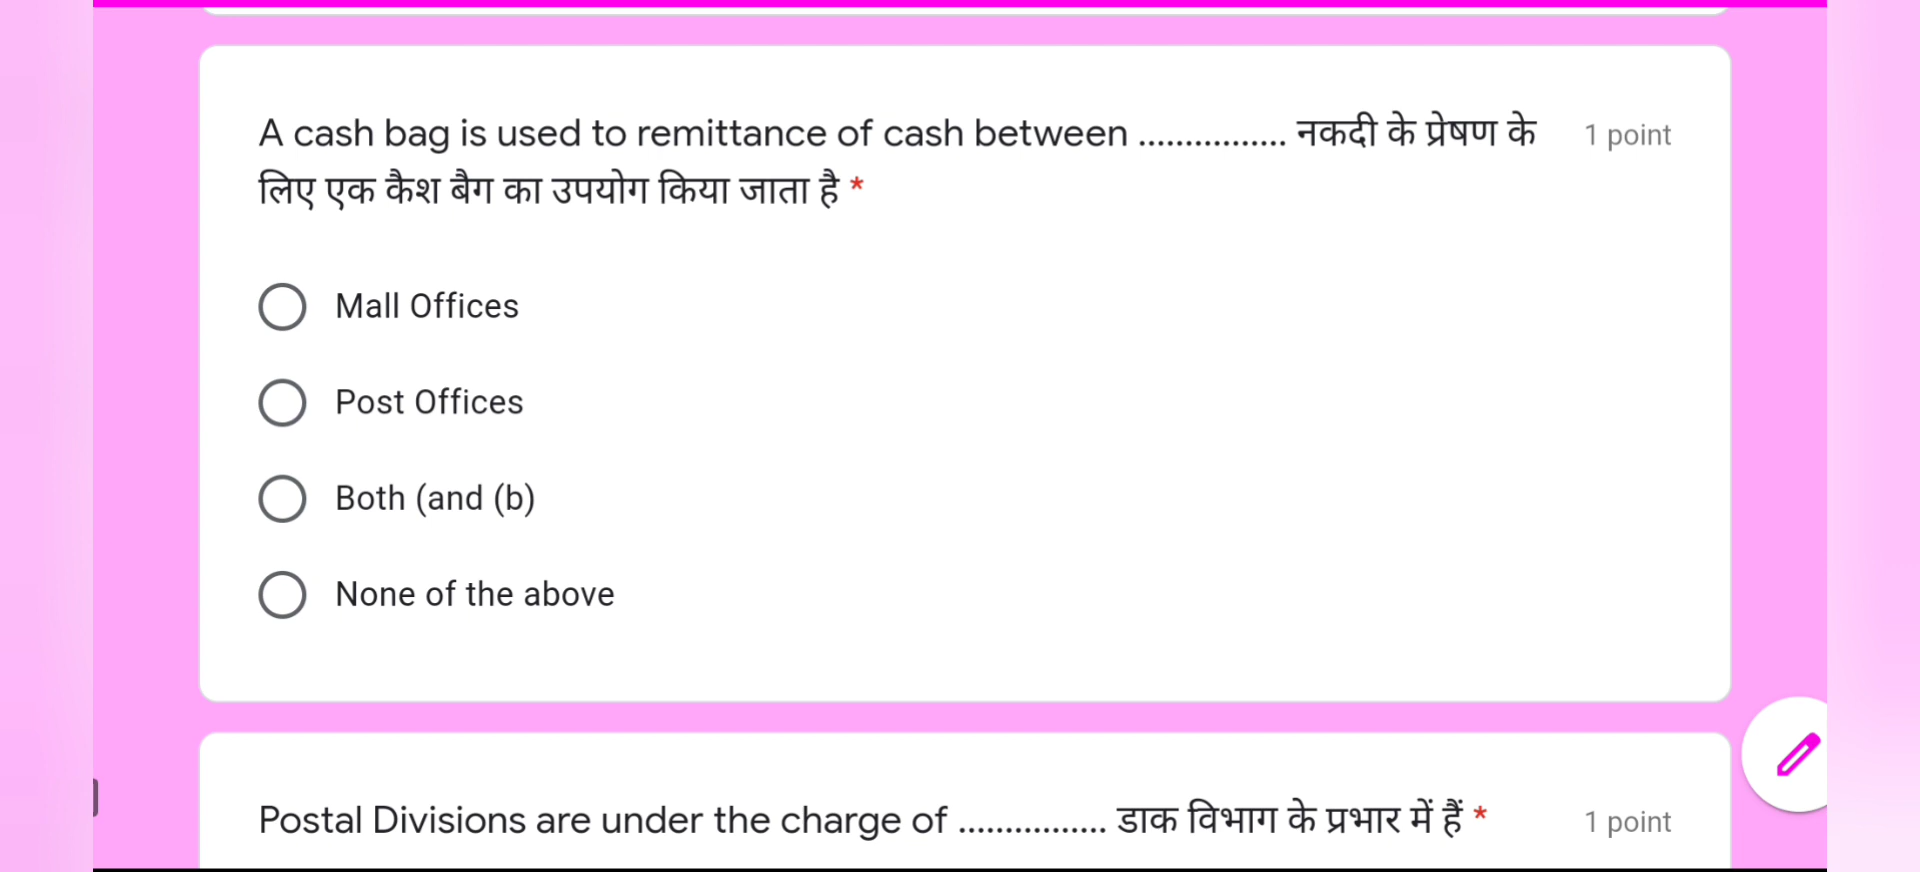 A cash bag is used to remittance of cash between ................ नकदी के प्रेषण के 1 point
लिए एक कैश बैग का उपयोग किया जाता है *
Mall Offices
Post Offices
Both (and (b)
None of the above
Postal Divisions are under the charge of ................ डाक विभाग के प्रभार में हैं * 1 point